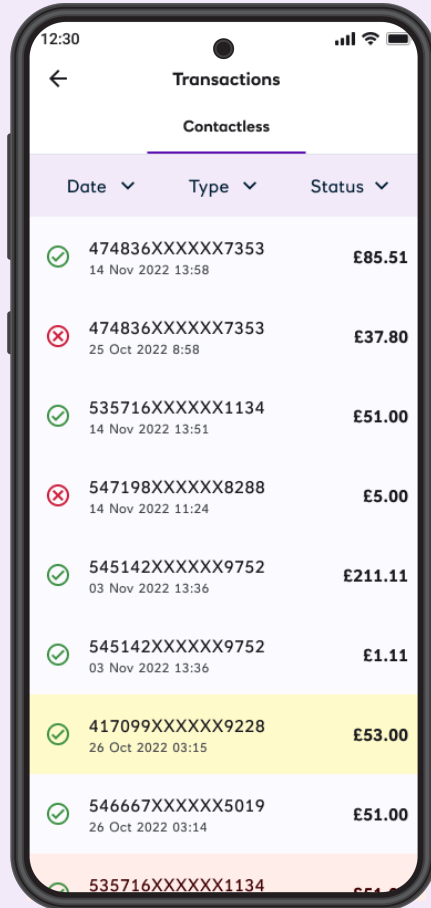 12:30
Transactions
Contactless
Date Type Status
474836XXXXXX7353
14 Nov 2022 13:58
£85.51
474836XXXXXX7353
25 Oct 2022 8:58
£37.80
535716XXXXXX1134
14 Nov 2022 13:51
£51.00
547198XXXXXX8288
14 Nov 2022 11:24
£5.00
545142XXXXXX9752
03 Nov 2022 13:36
£211.11
545142XXXXXX9752
03 Nov 2022 13:36
£1.11
417099XXXXXX9228
26 Oct 2022 03:15
£53.00
546667XXXXXX5019
26 Oct 2022 03:14
£51.00
535716XXXXXX1134